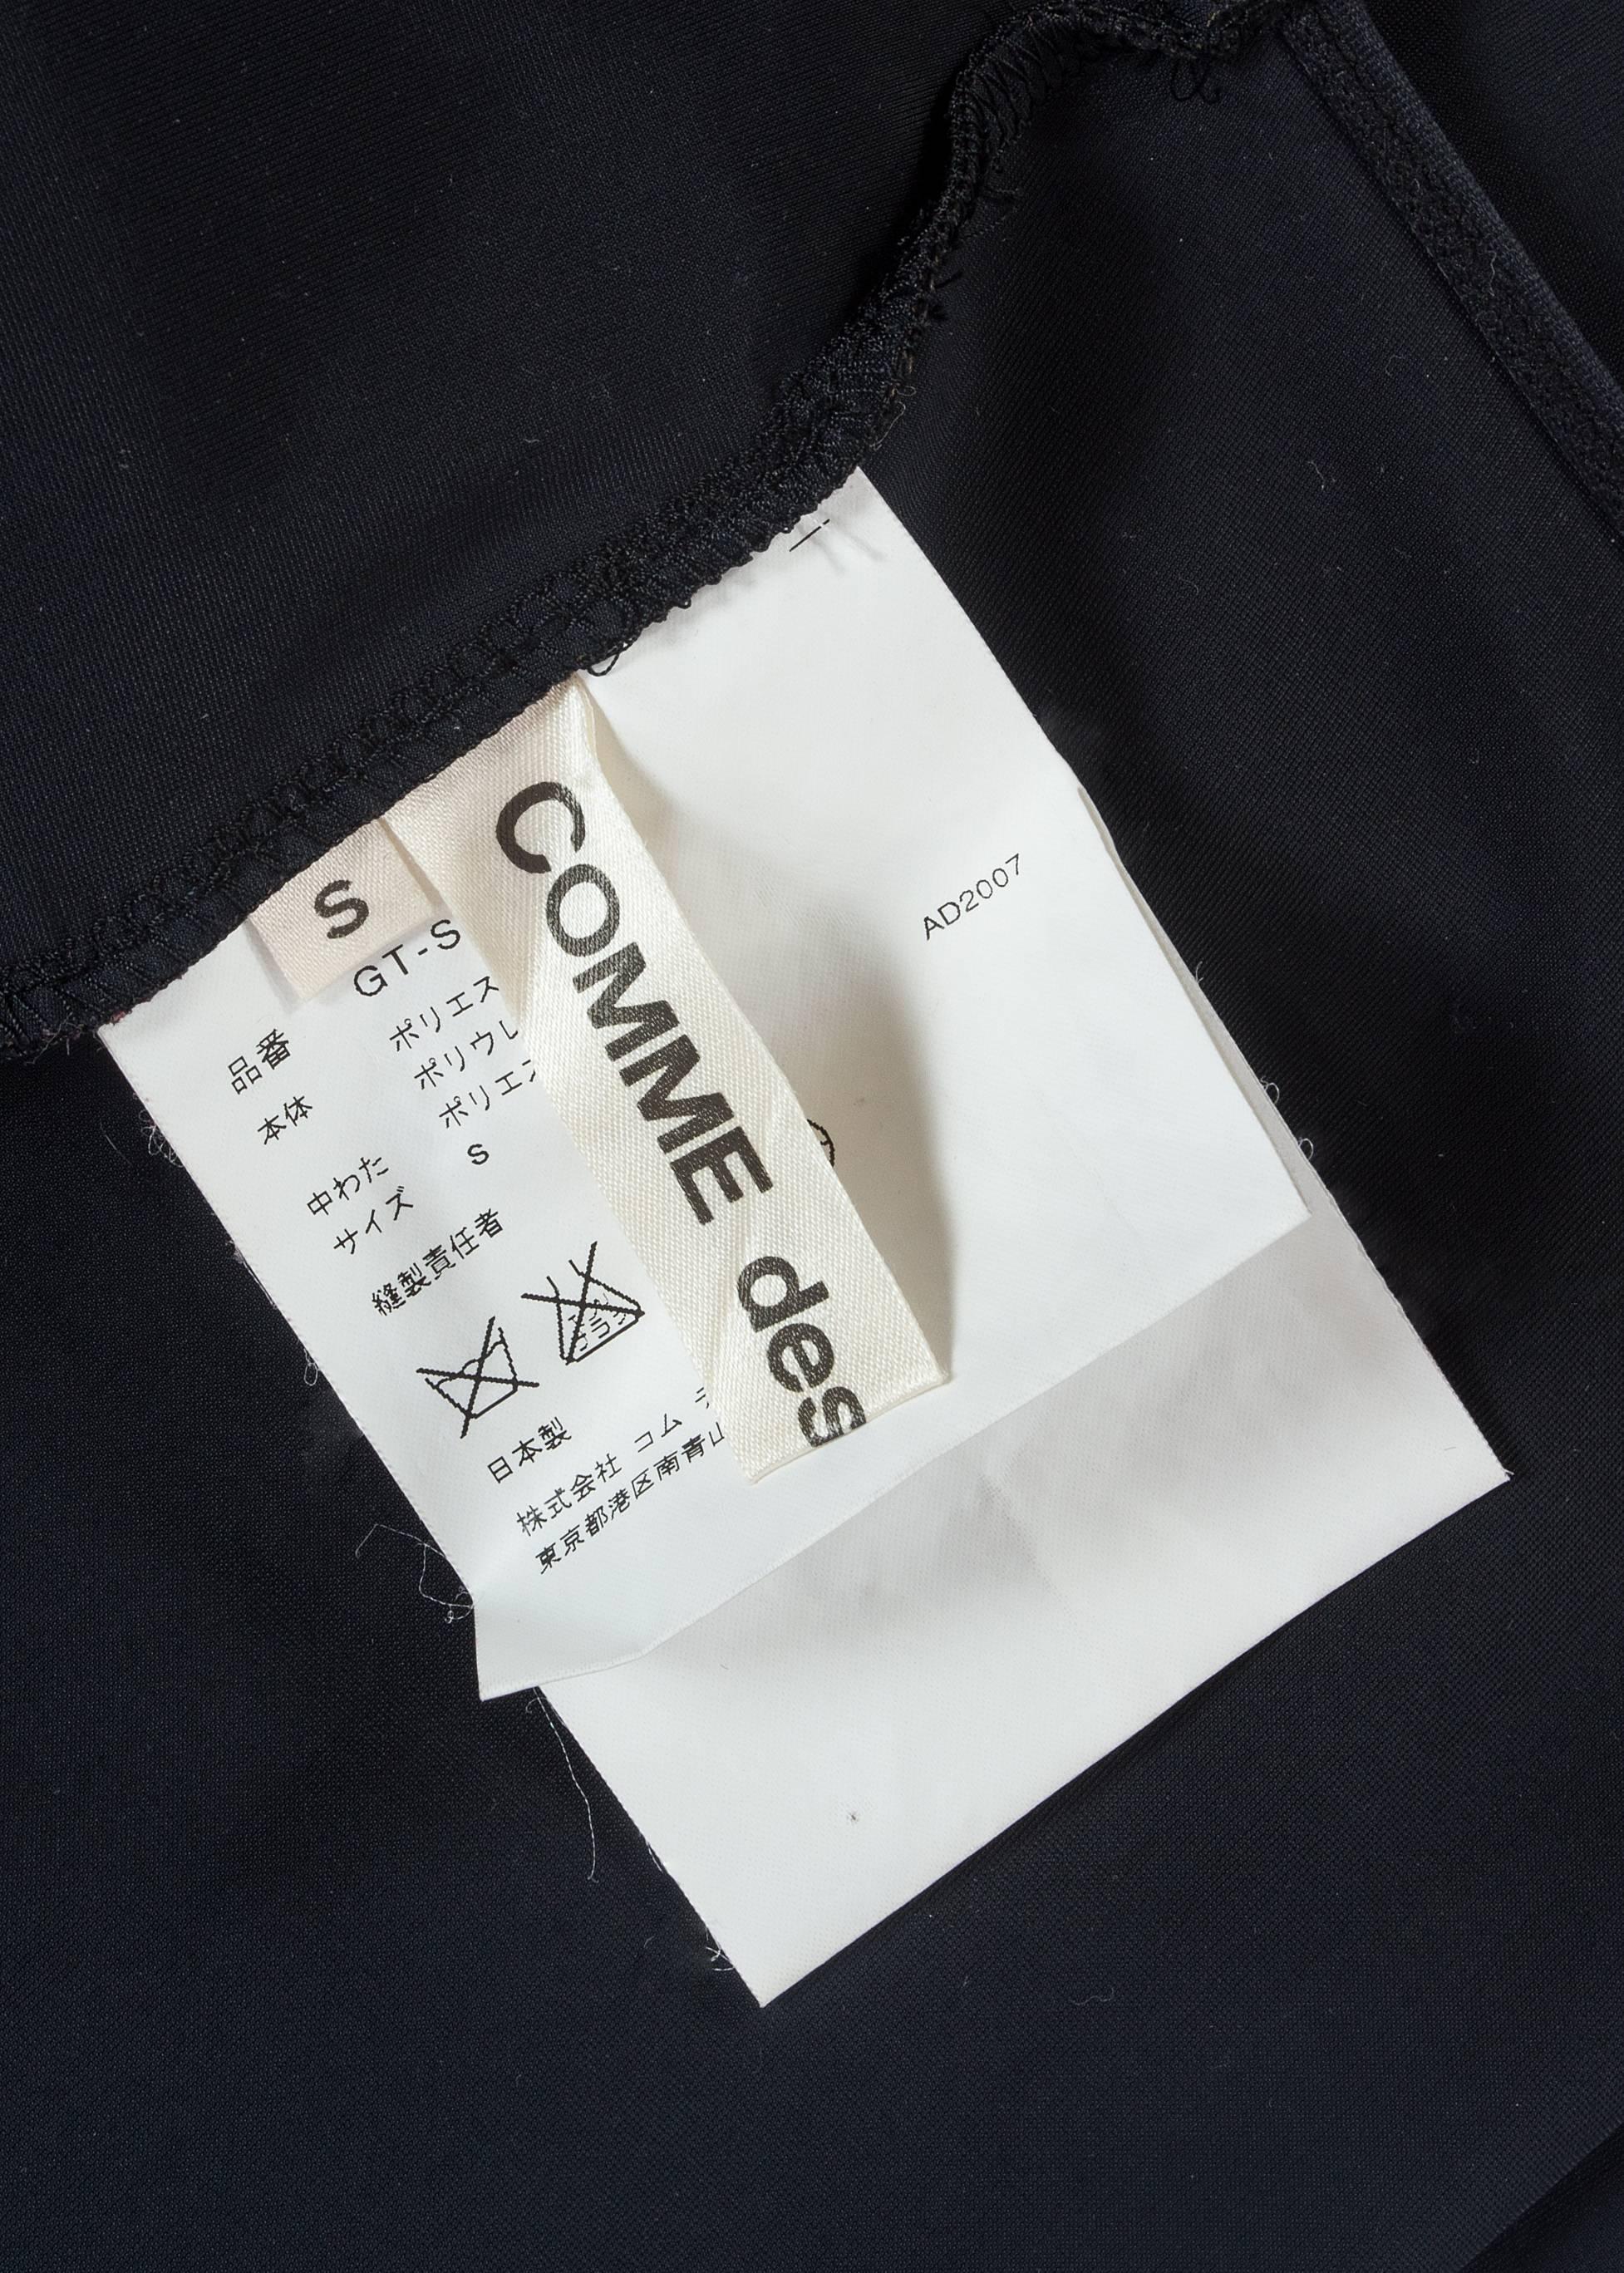 S
COMME des
品番 GT-S
本体 ポリエス
ポリウレ
中わた ポリエス
サイズ S
縫製責任者
日本製
株式会社 コム
東京都港区南青山
AD2007